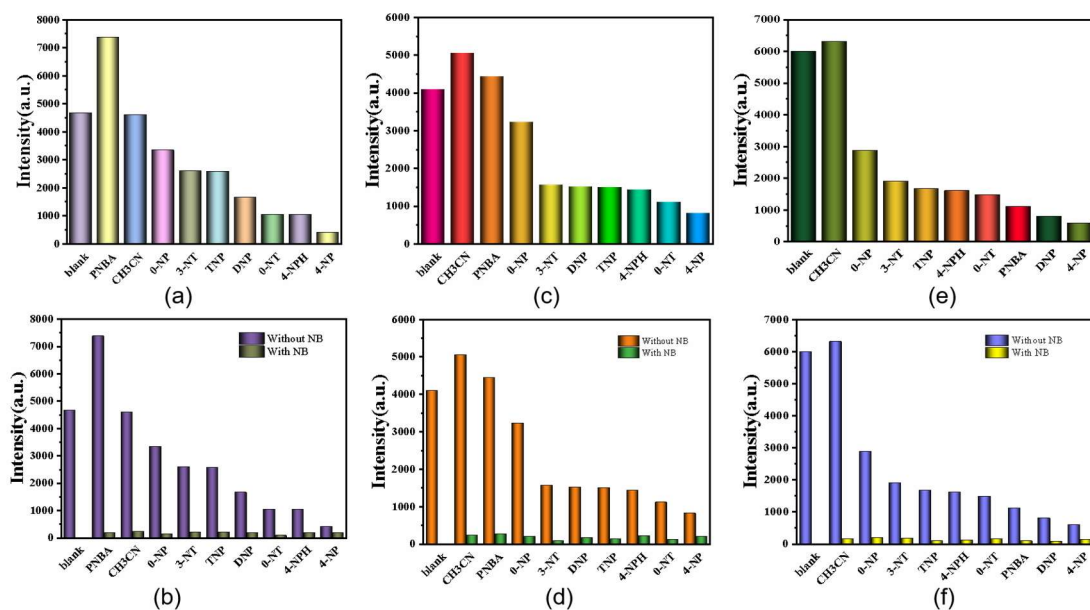 8000
7000
6000
5000
4000
3000
2000
1000
0
Intensity(a.u.)
blank PNBA CH3CN 0-NP 3-NT TNP DNP 0-NT 4-NPH 4-NP
(a)
6000
5000
4000
3000
2000
1000
0
Intensity(a.u.)
blank CH3CN PNBA 0-NP 3-NT DNP TNP 4-NPH 0-NT 4-NP
(c)
7000
6000
5000
4000
3000
2000
1000
0
Intensity(a.u.)
blank CH3CN 0-NP 3-NT TNP 4-NPH 0-NT PNBA DNP 4-NP
(e)
8000
7000
6000
5000
4000
3000
2000
1000
0
Intensity(a.u.)
Without NB
With NB
blank PNBA CH3CN 0-NP 3-NT TNP DNP 0-NT 4-NPH 4-NP
(b)
6000
5000
4000
3000
2000
1000
0
Intensity(a.u.)
Without NB
With NB
blank CH3CN PNBA 0-NP 3-NT DNP TNP 4-NPH 0-NT 4-NP
(d)
7000
6000
5000
4000
3000
2000
1000
0
Intensity(a.u.)
Without NB
With NB
blank CH3CN 0-NP 3-NT TNP 4-NPH 0-NT PNBA DNP 4-NP
(f)